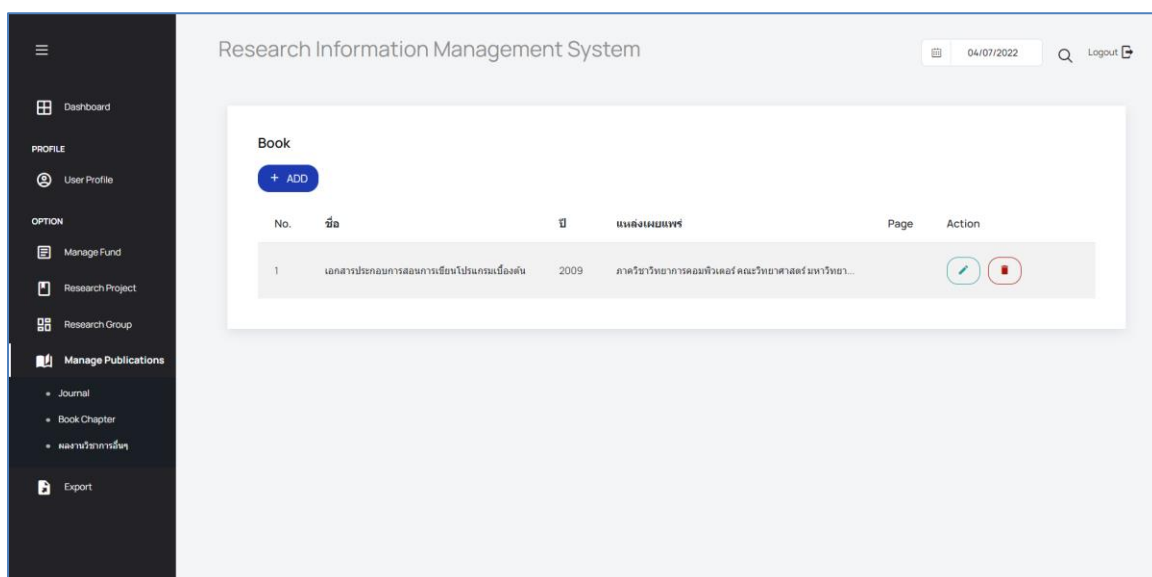 Research Information Management System
04/07/2022
Logout
Dashboard
PROFILE
User Profile
OPTION
Manage Fund
Research Project
Research Group
Manage Publications
Journal
Book Chapter
ผลงานวิชาการอื่นๆ
Export
Book
+ ADD
No. ชื่อ ปี แหล่งเผยแพร่ Page Action
1 เอกสารประกอบการสอนการเขียนโปรแกรมเบื้องต้น 2009 ภาควิชาวิทยาการคอมพิวเตอร์ คณะวิทยาศาสตร์ มหาวิทยา...